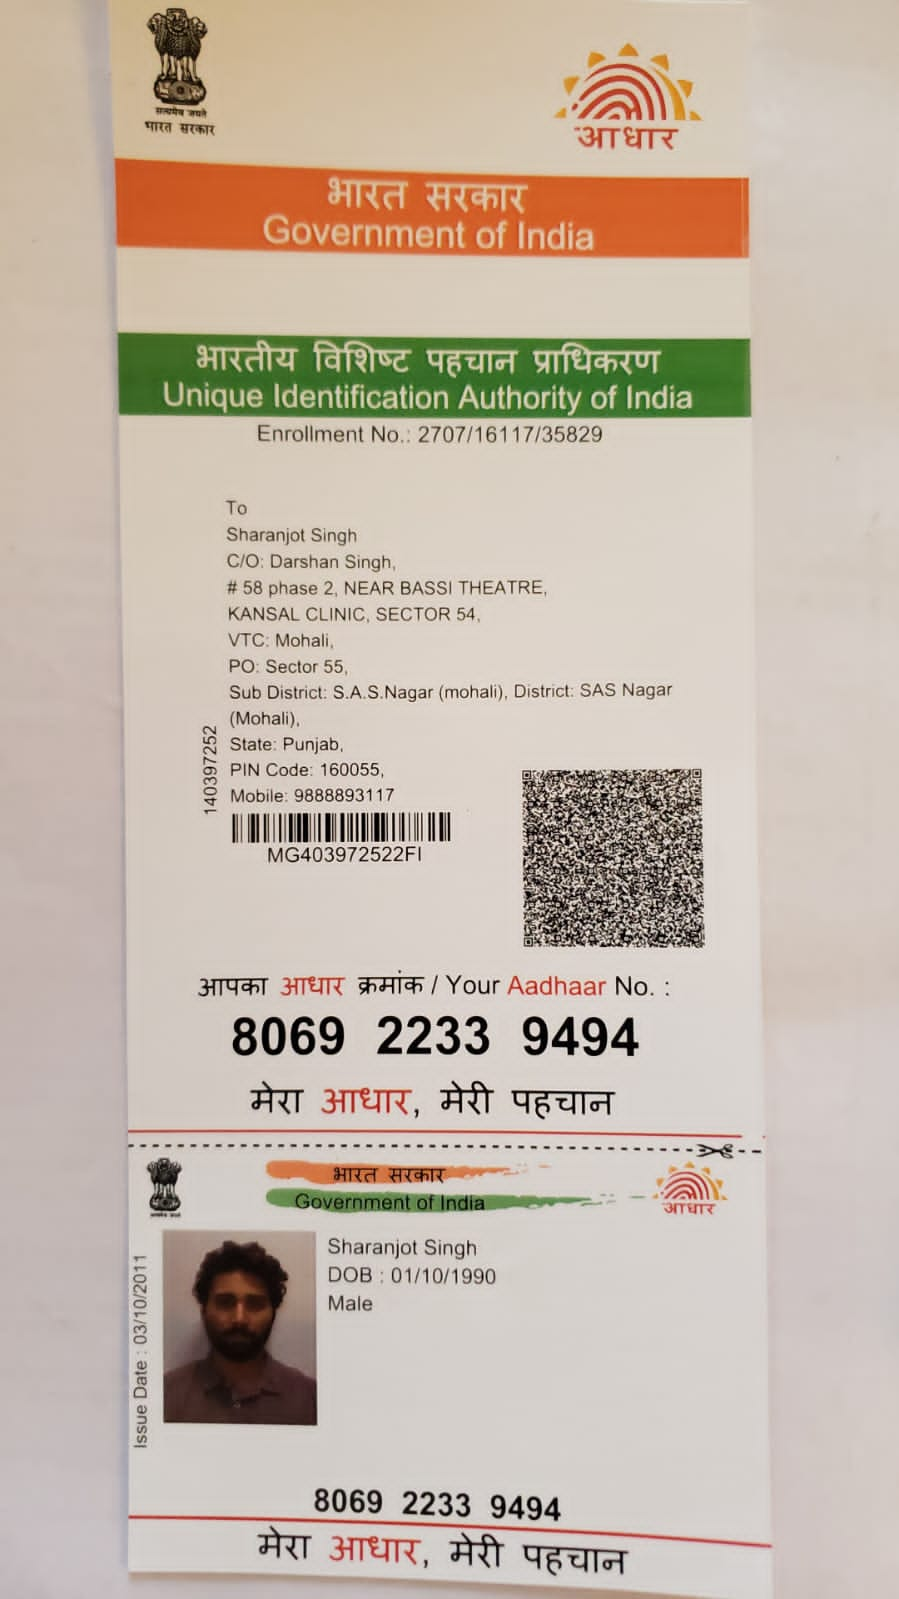 सत्यमेव जयते
भारत सरकार
आधार
भारत सरकार
Government of India
भारतीय विशिष्ट पहचान प्राधिकरण
Unique Identification Authority of India
Enrollment No.: 2707/16117/35829
To
Sharanjot Singh
C/O: Darshan Singh,
# 58 phase 2, NEAR BASSI THEATRE,
KANSAL CLINIC, SECTOR 54,
VTC: Mohali,
PO: Sector 55,
Sub District: S.A.S.Nagar (mohali), District: SAS Nagar
(Mohali),
State: Punjab,
PIN Code: 160055,
Mobile: 9888893117
140397252
MG403972522FI
आपका आधार क्रमांक / Your Aadhaar No. :
8069 2233 9494
मेरा आधार, मेरी पहचान
भारत सरकार
Government of India
आधार
Issue Date : 03/10/2011
Sharanjot Singh
DOB : 01/10/1990
Male
8069 2233 9494
मेरा आधार, मेरी पहचान